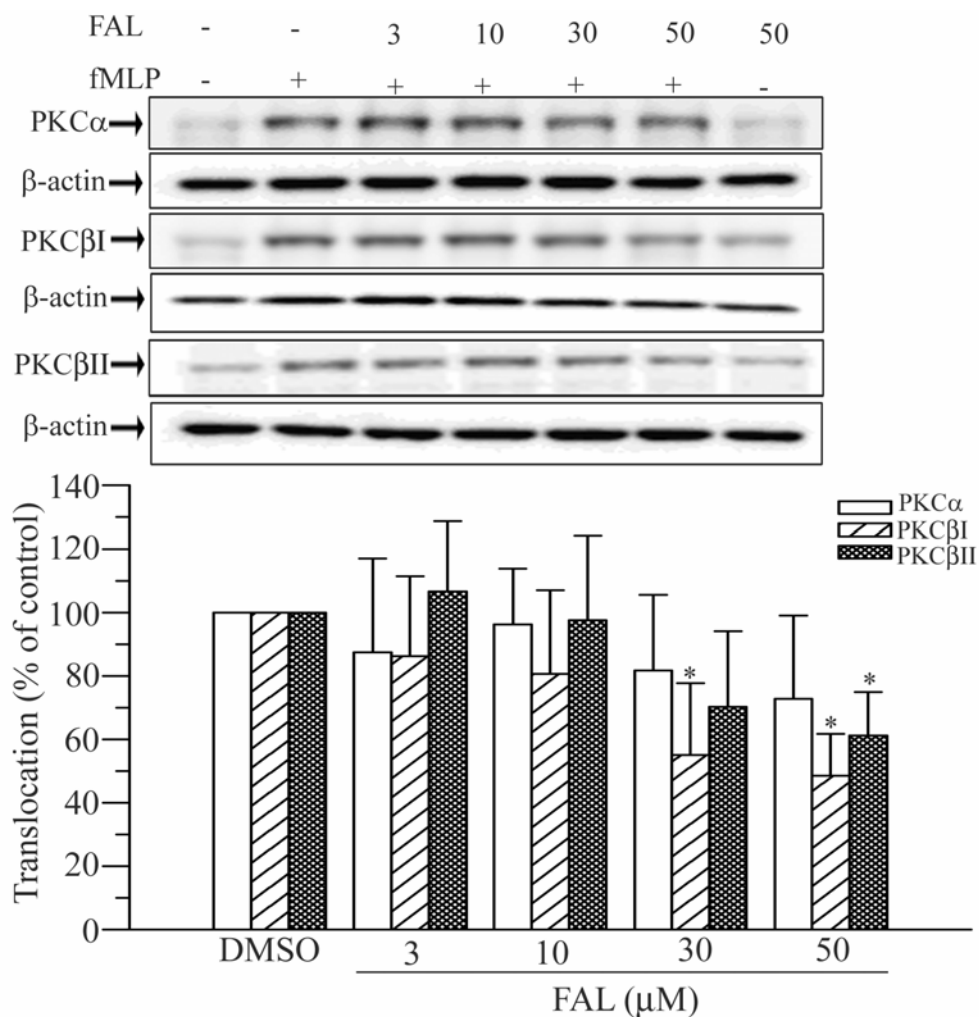 FAL - - 3 10 30 50 50
fMLP - + + + + + -
PKCα
β-actin
PKCβI
β-actin
PKCβII
β-actin
140
120
100
80
60
40
20
0
Translocation (% of control)
PKCα
PKCβI
PKCβII
*
*
*
DMSO 3 10 30 50
FAL (μM)